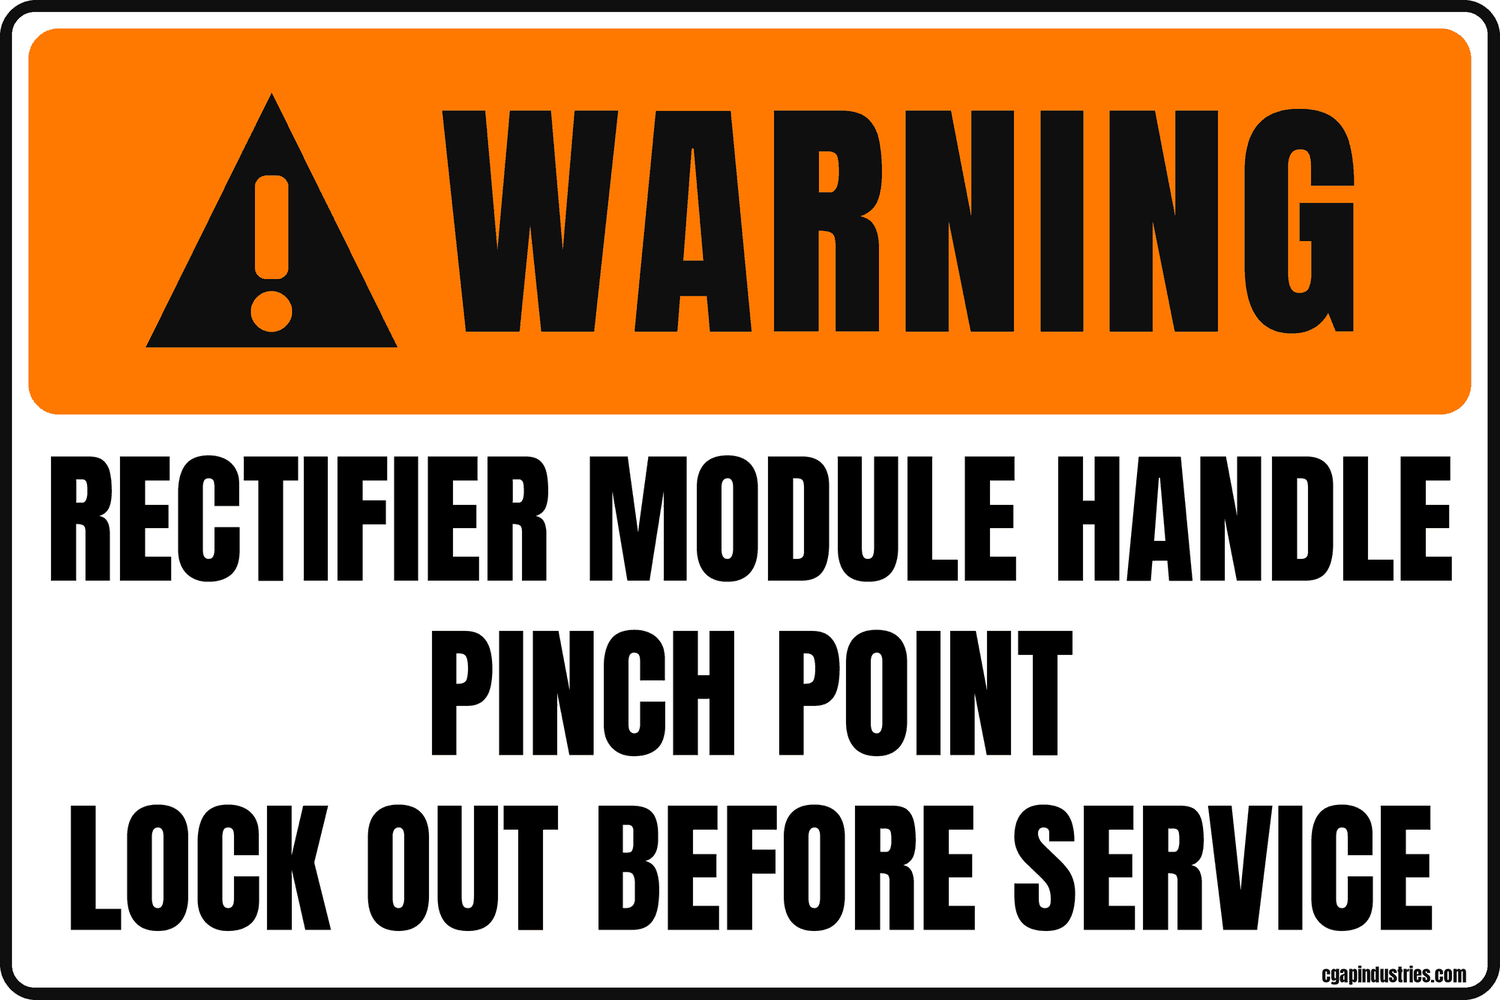 WARNING
RECTIFIER MODULE HANDLE
PINCH POINT
LOCK OUT BEFORE SERVICE
cgapindustries.com